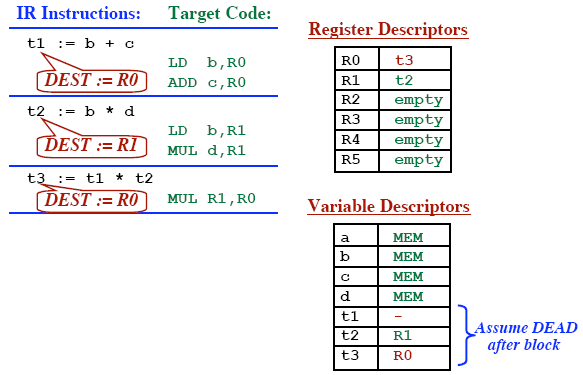 IR Instructions:
Target Code:
t1 := b + c
DEST := R0
LD b,R0
ADD c,R0
t2 := b * d
DEST := R1
LD b,R1
MUL d,R1
t3 := t1 * t2
DEST := R0
MUL R1,R0
Register Descriptors
R0 t3
R1 t2
R2 empty
R3 empty
R4 empty
R5 empty
Variable Descriptors
a MEM
b MEM
c MEM
d MEM
t1 -
t2 R1
t3 R0
Assume DEAD
after block